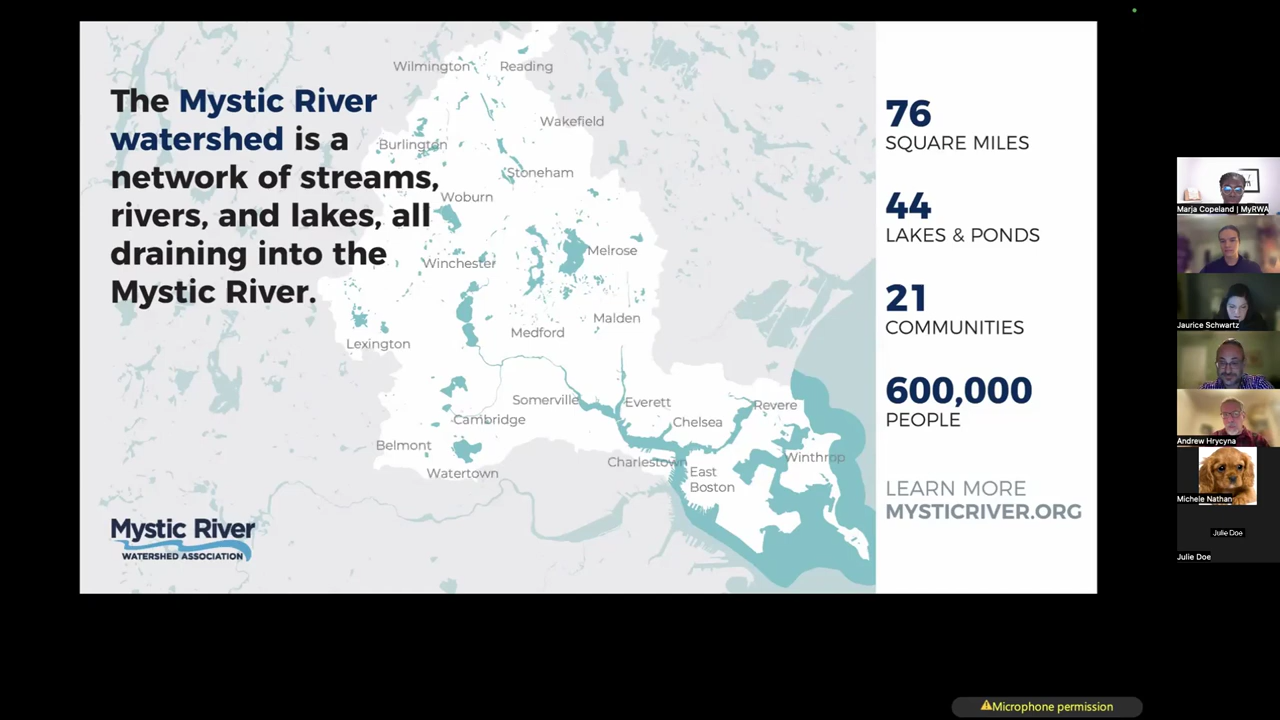 The Mystic River
watershed is a
network of streams,
rivers, and lakes, all
draining into the
Mystic River.
Wilmington
Reading
Wakefield
Burlington
Stoneham
Woburn
Melrose
Winchester
Malden
Medford
Lexington
Somerville
Everett
Revere
Cambridge
Chelsea
Belmont
Winthrop
Charlestown
Watertown
East
Boston
Mystic River
WATERSHED ASSOCIATION
76
SQUARE MILES
44
LAKES & PONDS
21
COMMUNITIES
600,000
PEOPLE
LEARN MORE
MYSTICRIVER.ORG
Marja Copeland | MyRWA
Jaurice Schwartz
Andrew Hrycyna
Michele Nathan
Julie Doe
Julie Doe
Microphone permission